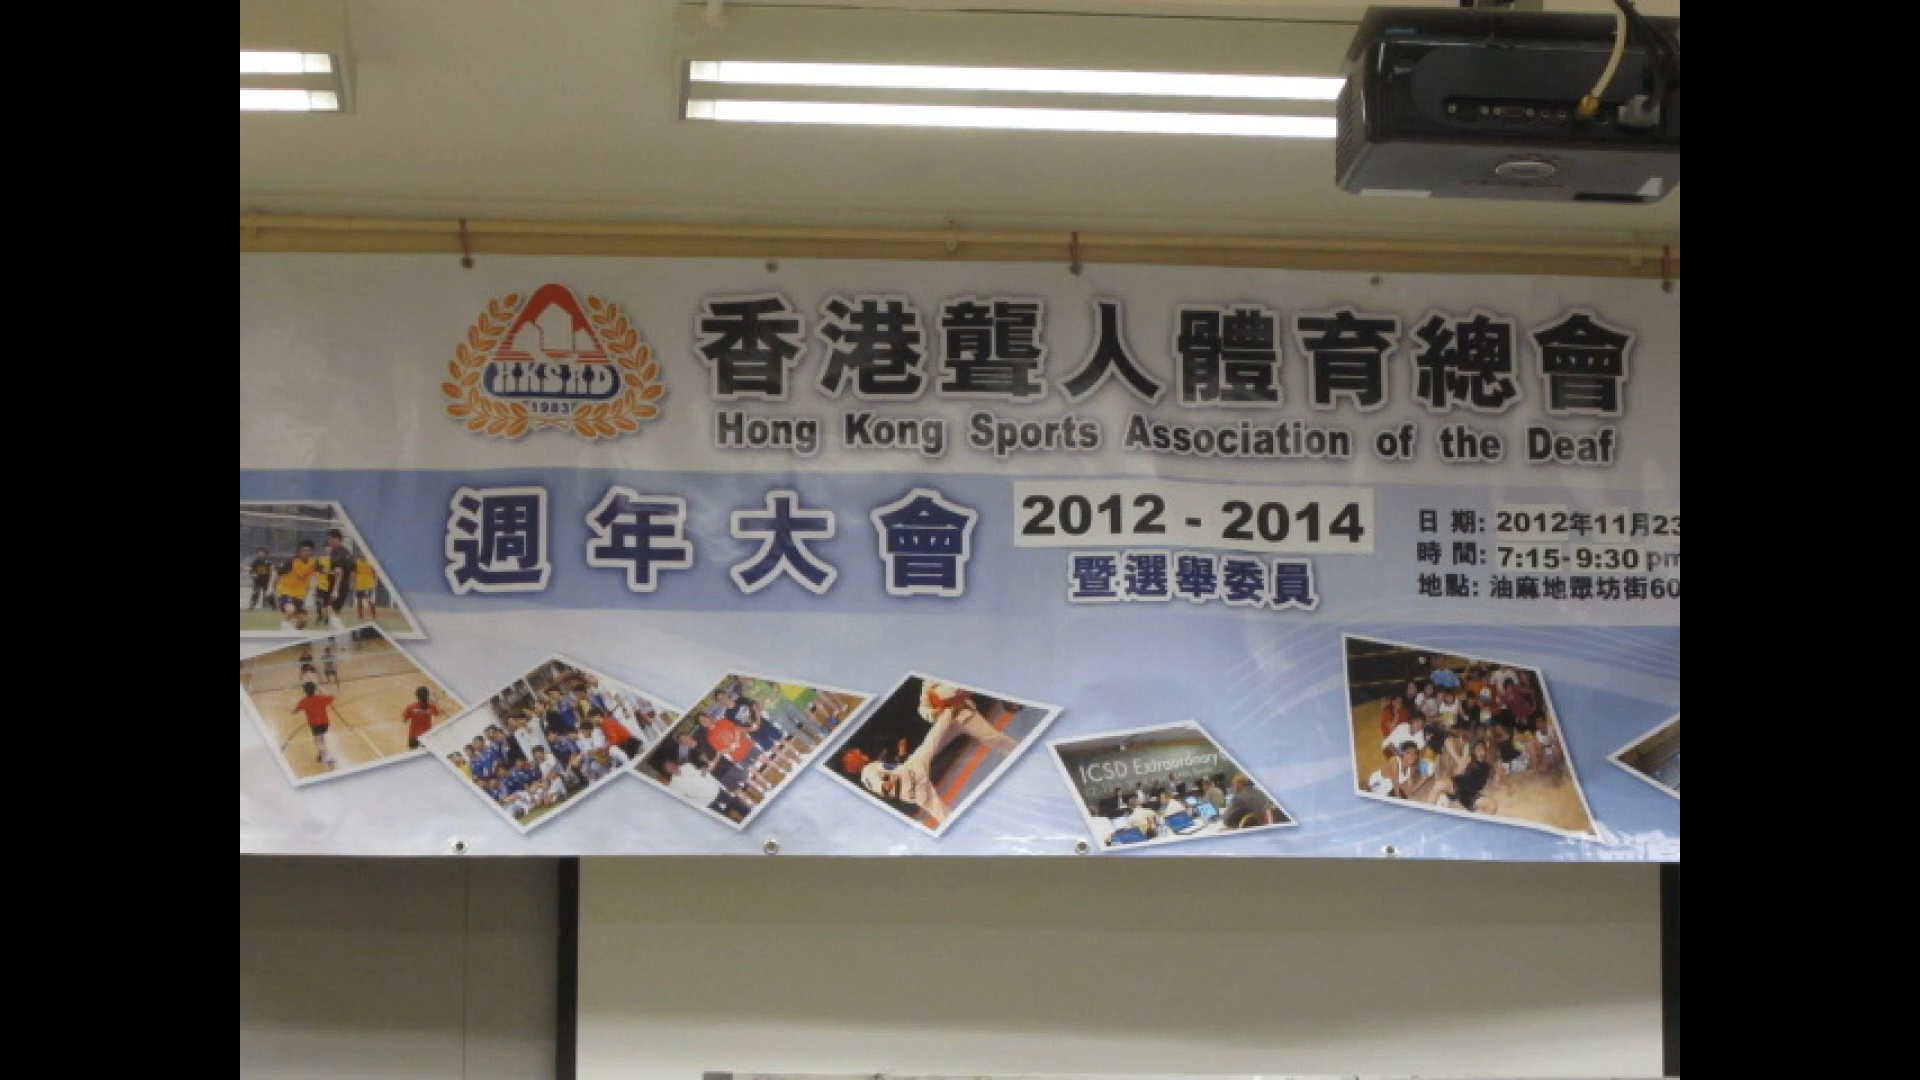 香港聾人體育總會
HKSAD
1983
Hong Kong Sports Association of the Deaf
週年大會 2012 - 2014
暨選舉委員
日期: 2012年11月23
時間: 7:15-9:30 pm
地點: 油麻地眾坊街60
ICSD Extraordinary